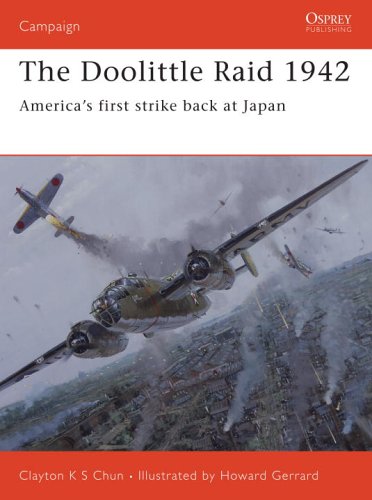 Campaign
OSPREY
PUBLISHING
The Doolittle Raid 1942
America's first strike back at Japan
Clayton K S Chun · Illustrated by Howard Gerrard